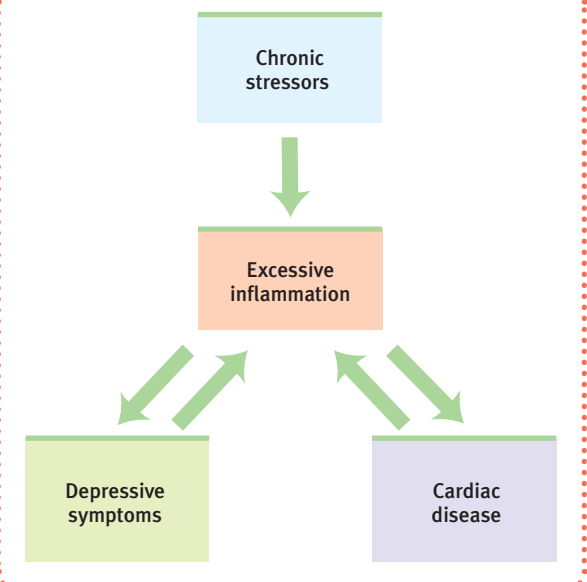 Chronic
stressors
Excessive
inflammation
Depressive
symptoms
Cardiac
disease